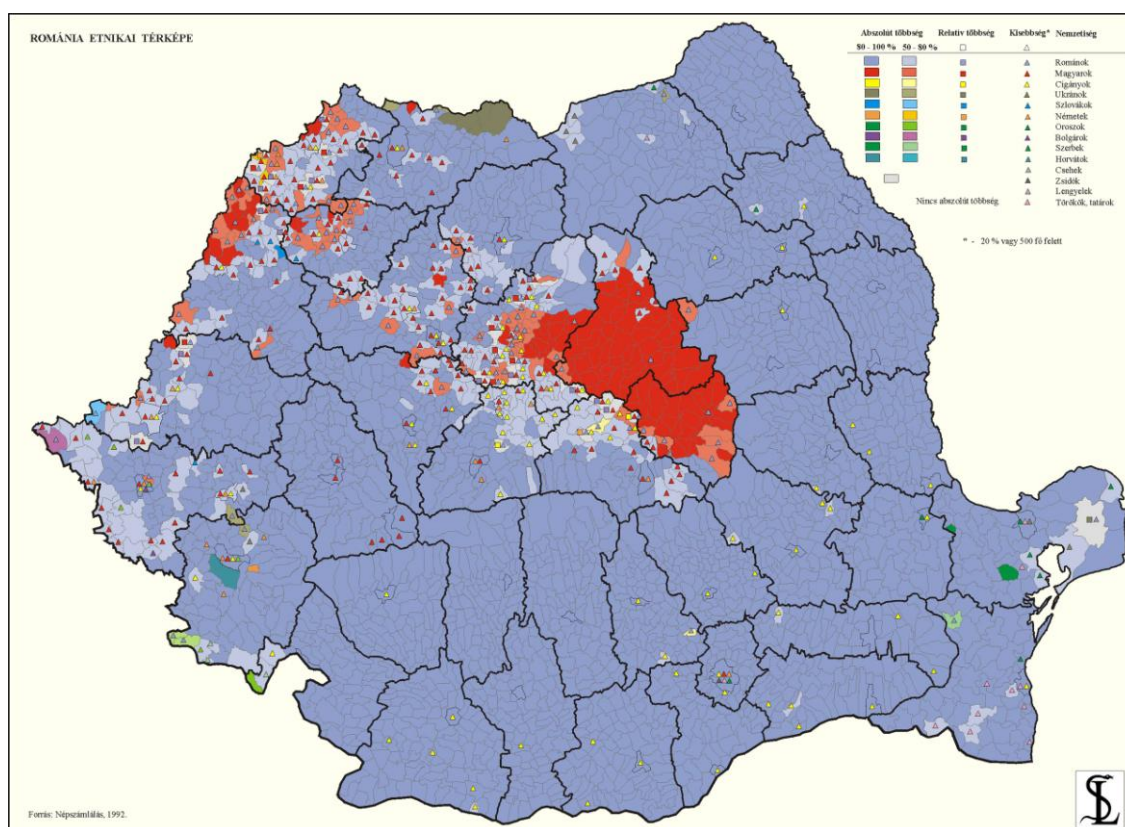 ROMÁNIA ETNIKAI TÉRKÉPE
Abszolút többség Relatív többség Kisebbség* Nemzetiség
80 - 100 % 50 - 80 %
Románok
Magyarok
Cigányok
Ukránok
Szlovákok
Németek
Oroszok
Bolgárok
Szerbek
Horvátok
Csehek
Zsidók
Lengyelek
Törökök, tatárok
Nincs abszolút többség
* - 20 % vagy 500 fő felett
Forrás: Népszámlálás, 1992.
SL